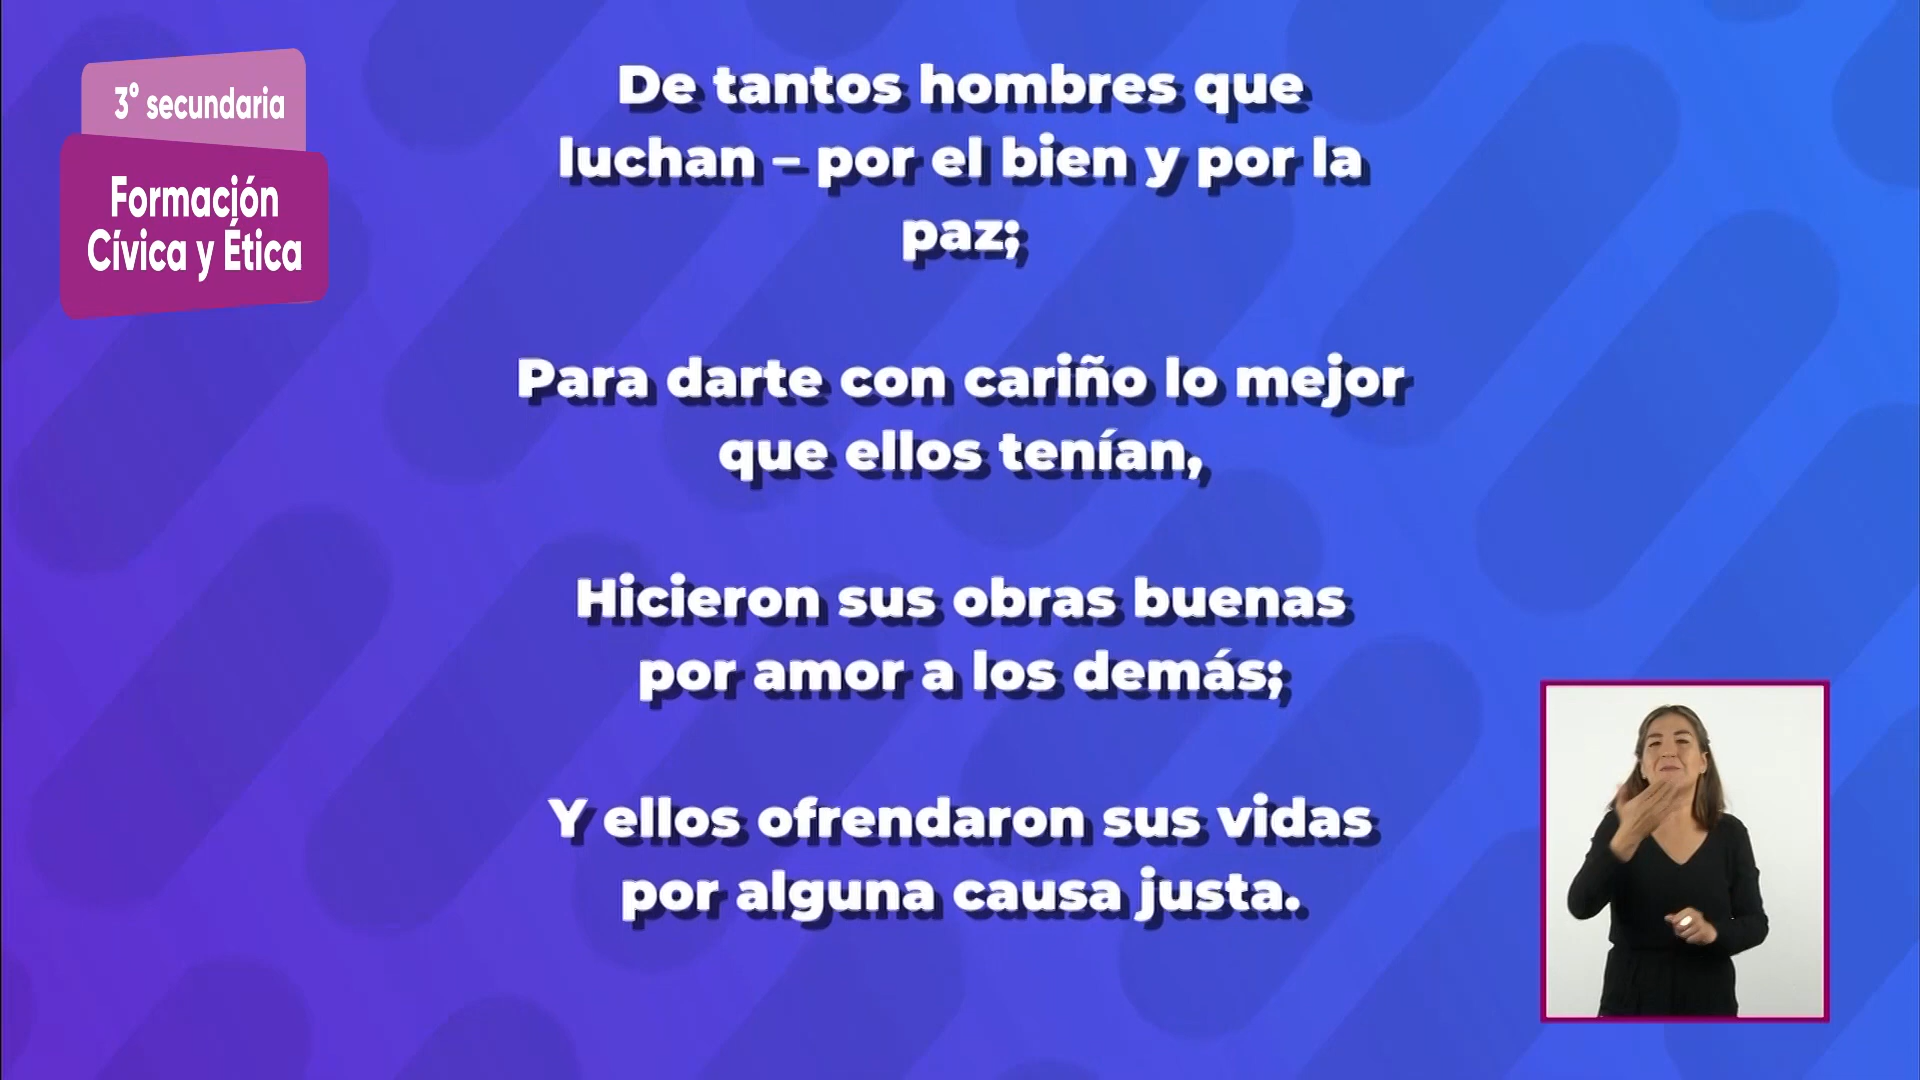 3° secundaria
Formación
Cívica y Ética
De tantos hombres que
luchan – por el bien y por la
paz;
Para darte con cariño lo mejor
que ellos tenían,
Hicieron sus obras buenas
por amor a los demás;
Y ellos ofrendaron sus vidas
por alguna causa justa.